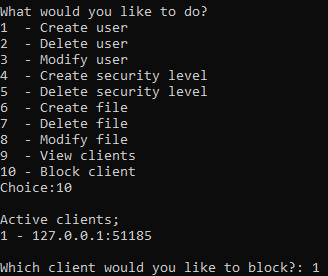 What would you like to do?
1  - Create user
2  - Delete user
3  - Modify user
4  - Create security level
5  - Delete security level
6  - Create file
7  - Delete file
8  - Modify file
9  - View clients
10 - Block client
Choice:10
Active clients;
1 - 127.0.0.1:51185
Which client would you like to block?: 1